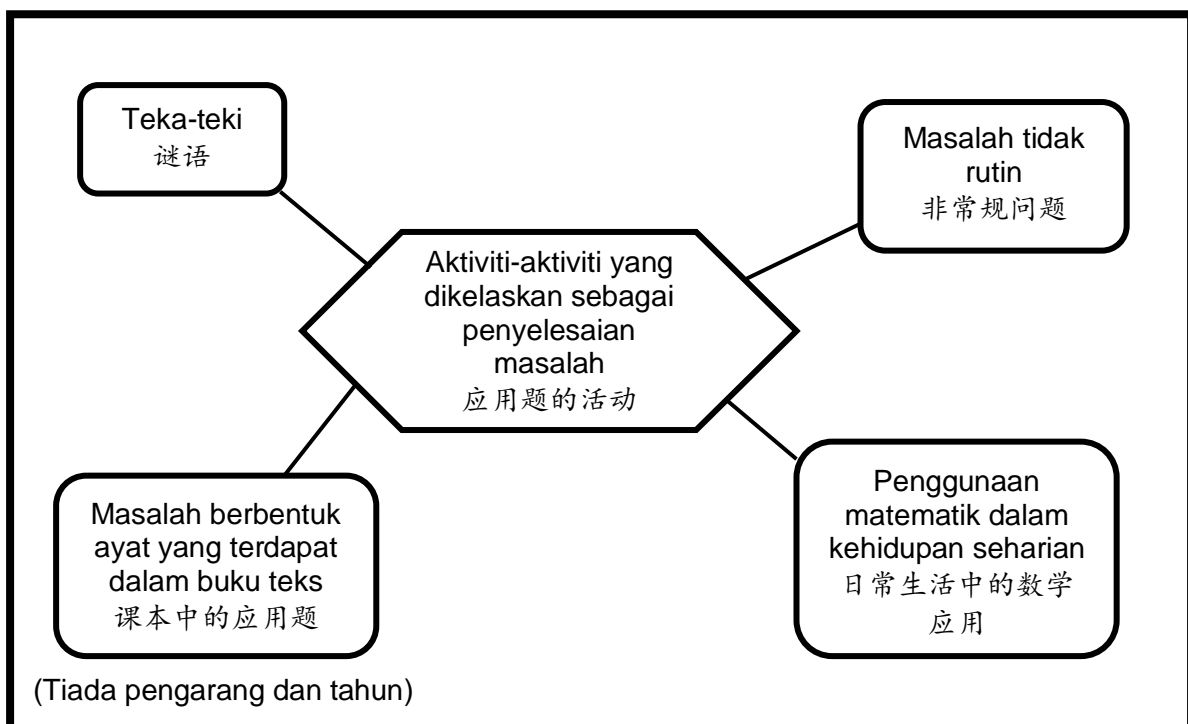 Teka-teki
谜语
Masalah tidak
rutin
非常规问题
Aktiviti-aktiviti yang
dikelaskan sebagai
penyelesaian
masalah
应用题的活动
Masalah berbentuk
ayat yang terdapat
dalam buku teks
课本中的应用题
Penggunaan
matematik dalam
kehidupan seharian
日常生活中的数学
应用
(Tiada pengarang dan tahun)